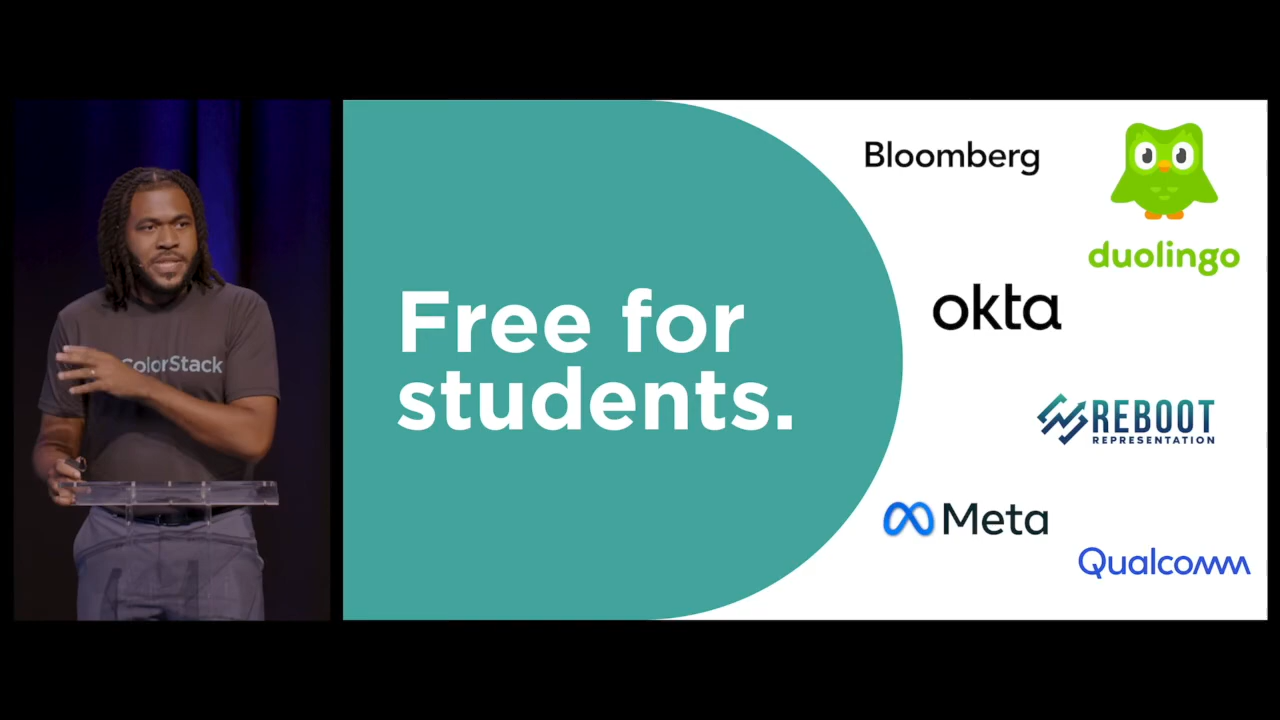 ColorStack
Free for
students.
Bloomberg
duolingo
okta
REBOOT
REPRESENTATION
Meta
Qualcomm